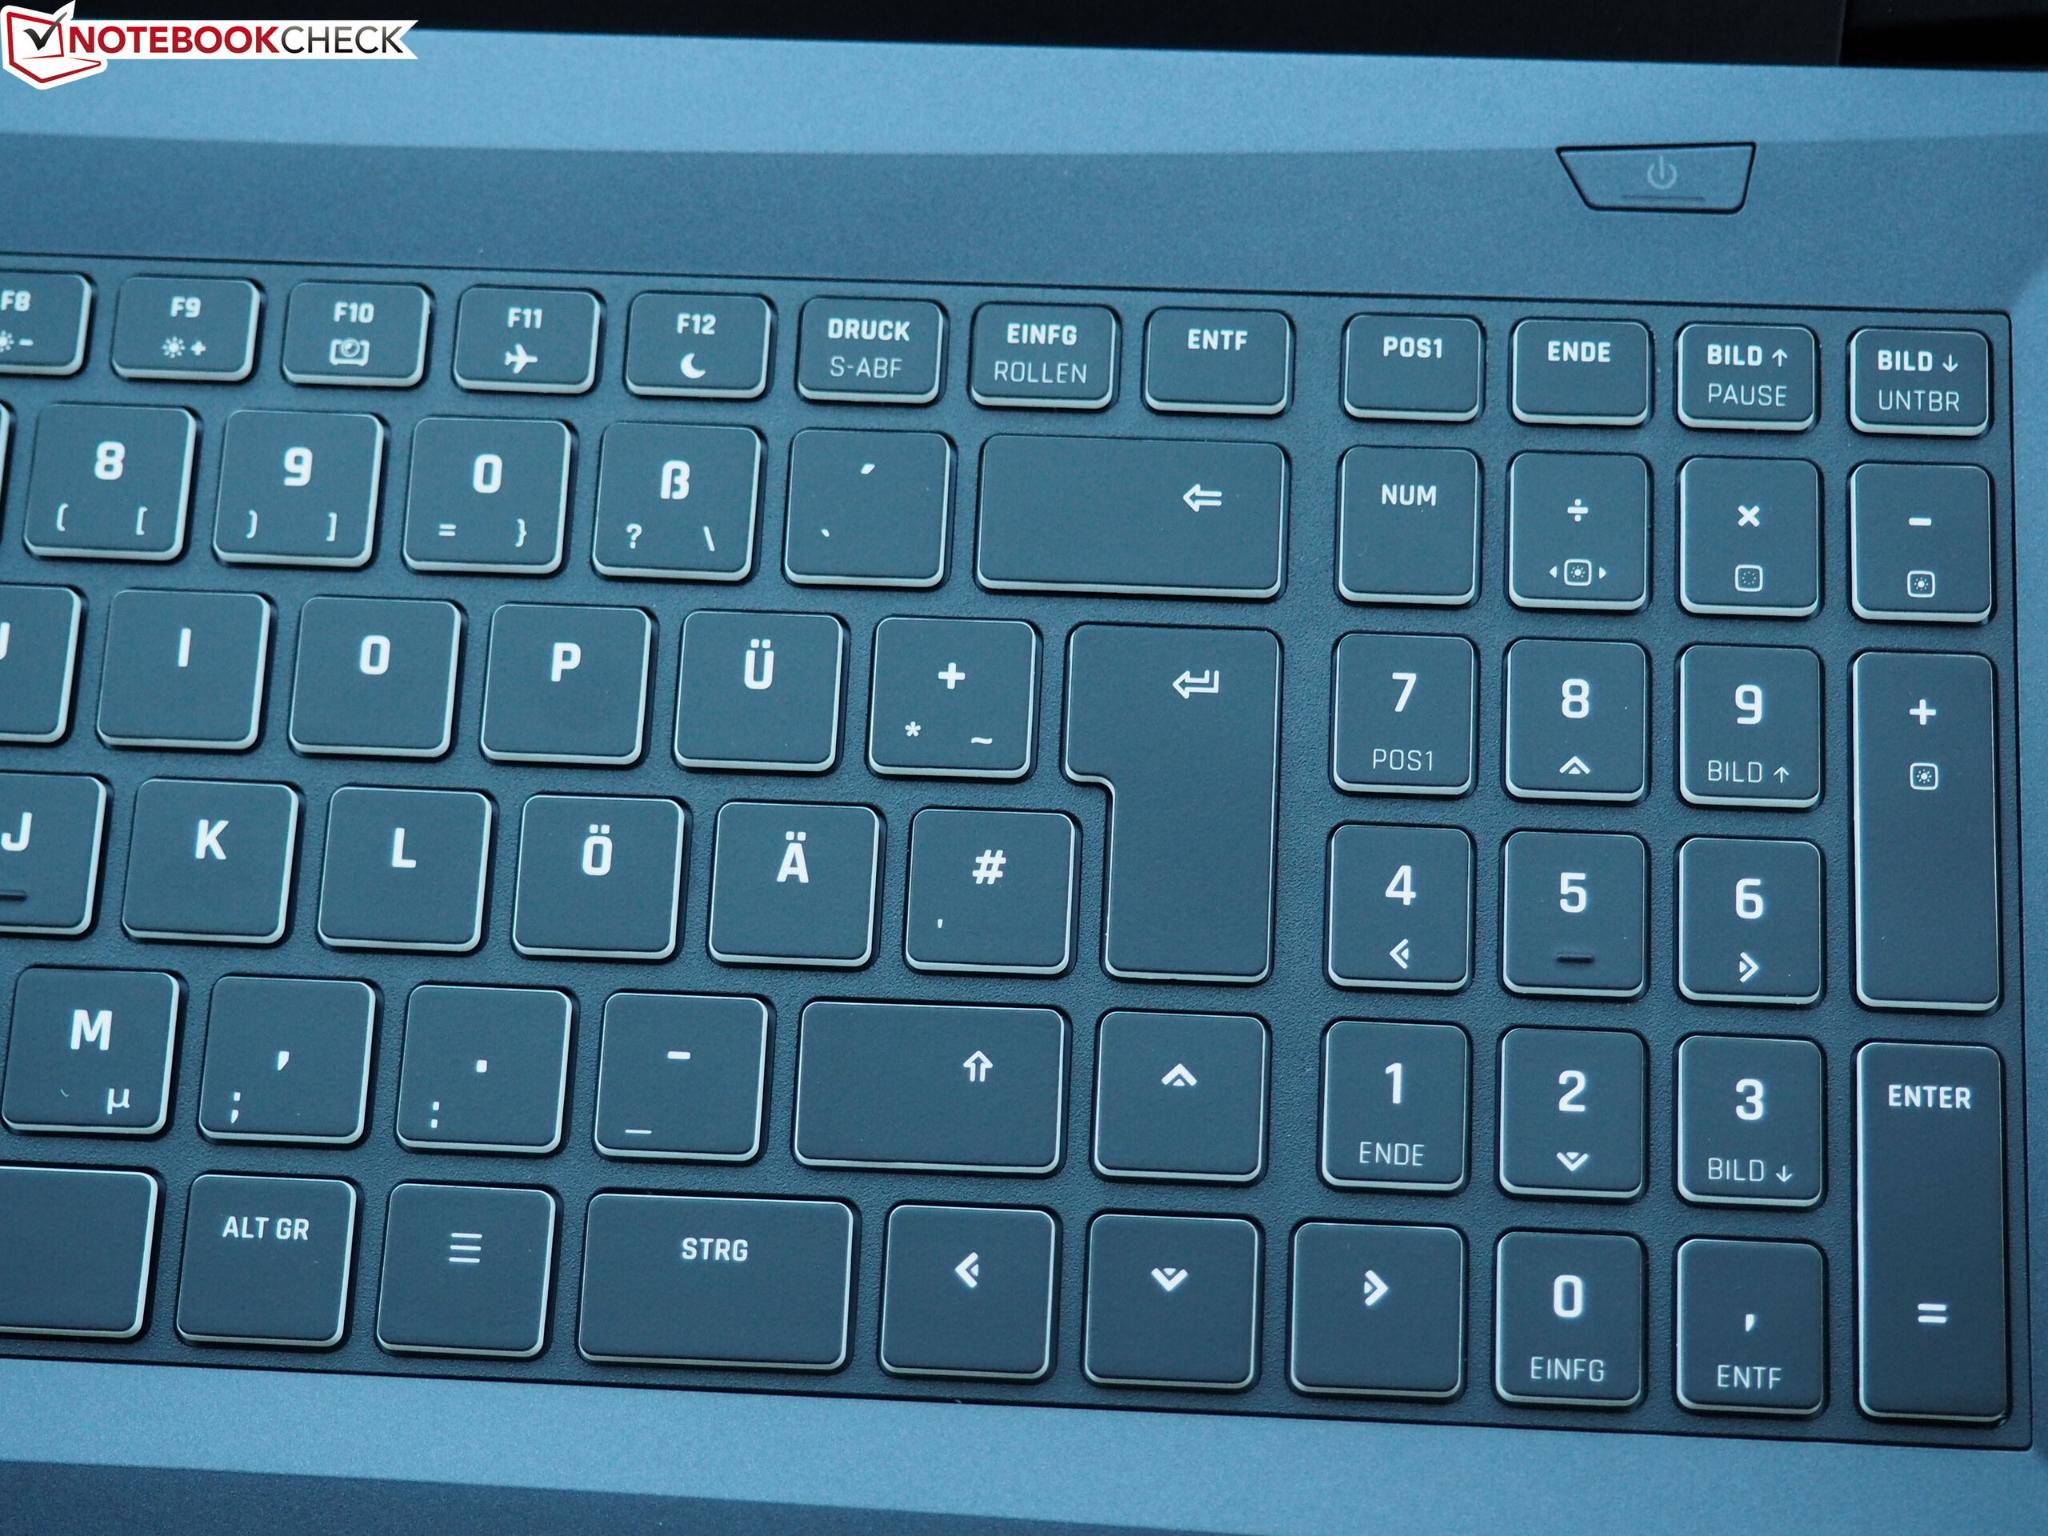 NOTEBOOKCHECK
F8 F9 F10 F11 F12 DRUCK EINFG ENTF POS1 ENDE BILD ↑ BILD ↓
- + S-ABF ROLLEN PAUSE UNTBR
8 9 0 ß ´ ⇐ NUM ÷ × -
( [ ) ] = } ? \ `
I O P Ü + 7 8 9 +
* ~ POS1 BILD ↑
J K L Ö Ä # 4 5 6
'
M , . - ⇧ 1 2 3 ENTER
µ ; : _ ENDE BILD ↓
ALT GR ☰ STRG 0 , =
EINFG ENTF